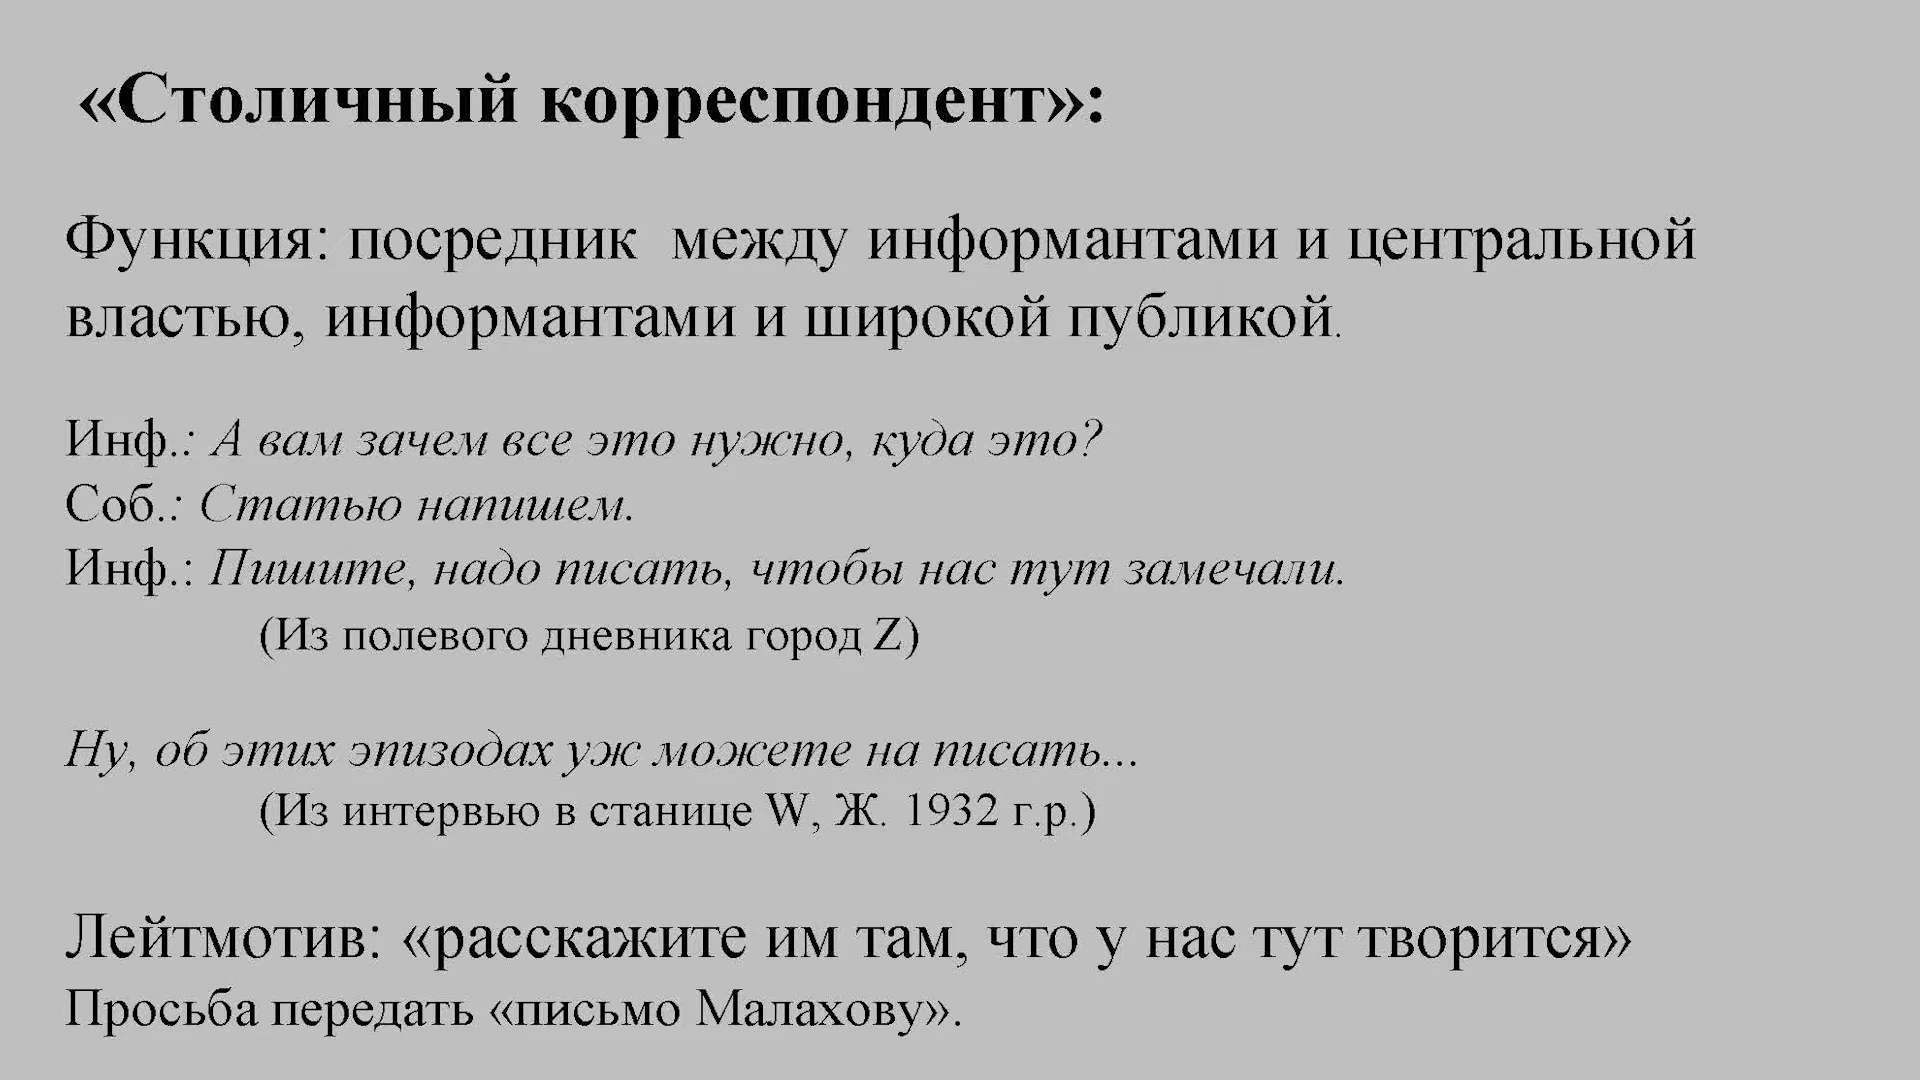 «Столичный корреспондент»:
Функция: посредник между информантами и центральной
властью, информантами и широкой публикой.
Инф.: А вам зачем все это нужно, куда это?
Соб.: Статью напишем.
Инф.: Пишите, надо писать, чтобы нас тут замечали.
(Из полевого дневника город Z)
Ну, об этих эпизодах уж можете на писать...
(Из интервью в станице W, Ж. 1932 г.р.)
Лейтмотив: «расскажите им там, что у нас тут творится»
Просьба передать «письмо Малахову».